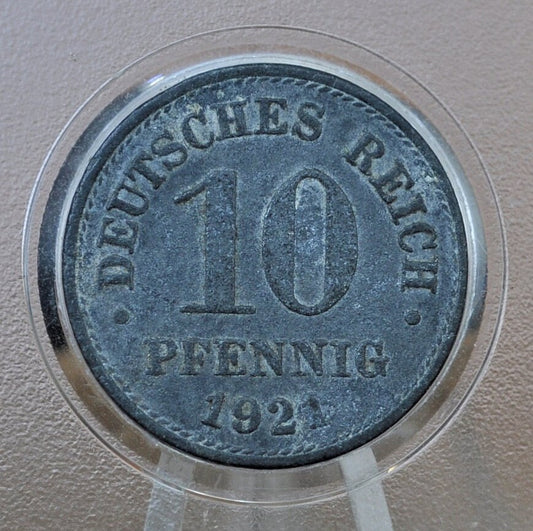 DEUTSCHES REICH
10
PFENNIG
1921